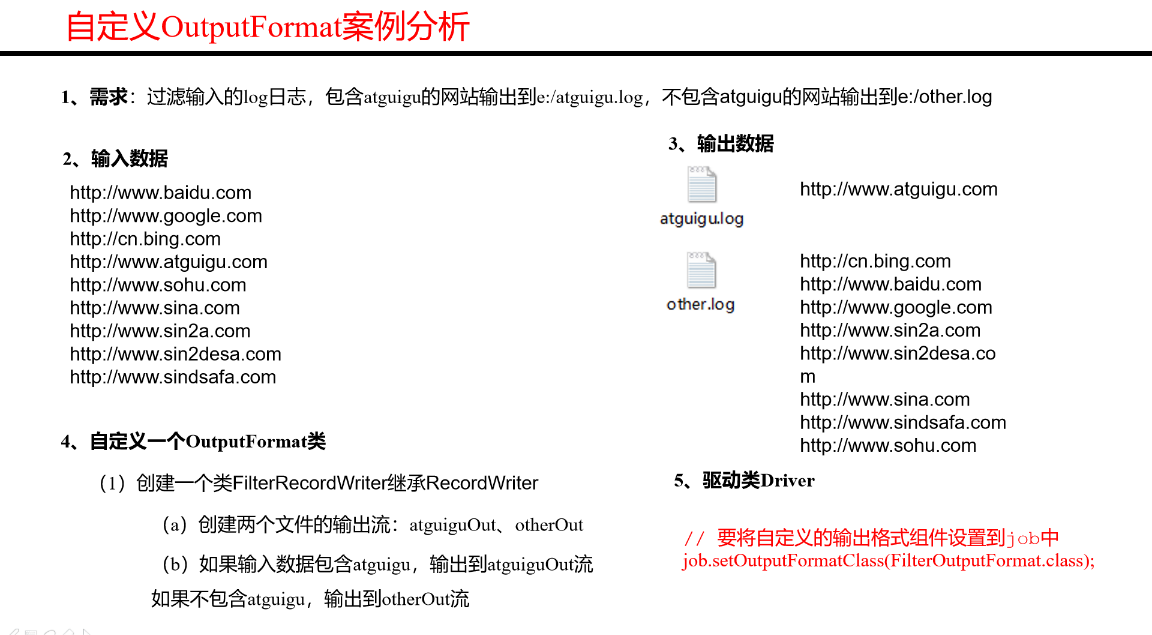 自定义OutputFormat案例分析
1、需求：过滤输入的log日志，包含atguigu的网站输出到e:/atguigu.log，不包含atguigu的网站输出到e:/other.log
2、输入数据
http://www.baidu.com
http://www.google.com
http://cn.bing.com
http://www.atguigu.com
http://www.sohu.com
http://www.sina.com
http://www.sin2a.com
http://www.sin2desa.com
http://www.sindsafa.com
3、输出数据
atguigu.log
http://www.atguigu.com
other.log
http://cn.bing.com
http://www.baidu.com
http://www.google.com
http://www.sin2a.com
http://www.sin2desa.co
m
http://www.sina.com
http://www.sindsafa.com
http://www.sohu.com
4、自定义一个OutputFormat类
（1）创建一个类FilterRecordWriter继承RecordWriter
（a）创建两个文件的输出流：atguiguOut、otherOut
（b）如果输入数据包含atguigu，输出到atguiguOut流
如果不包含atguigu，输出到otherOut流
5、驱动类Driver
// 要将自定义的输出格式组件设置到job中
job.setOutputFormatClass(FilterOutputFormat.class);